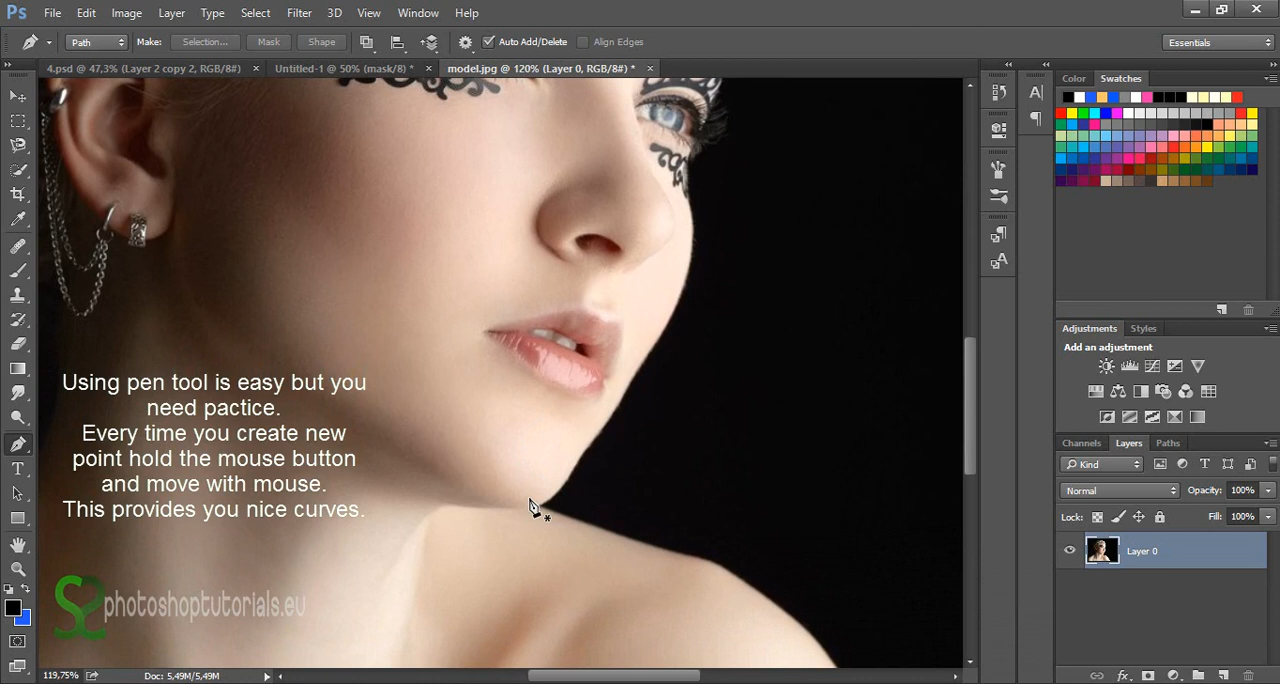 Ps File Edit Image Layer Type Select Filter 3D View Window Help
Path Make: Selection... Mask Shape Auto Add/Delete Align Edges Essentials
4.psd @ 47,3% (Layer 2 copy 2, RGB/8#) Untitled-1 @ 50% (mask/8) * model.jpg @ 120% (Layer 0, RGB/8#) *
Color Swatches
Adjustments Styles
Add an adjustment
Channels Layers Paths
Kind
Normal Opacity: 100%
Lock: Fill: 100%
Layer 0
Using pen tool is easy but you
need pactice.
Every time you create new
point hold the mouse button
and move with mouse.
This provides you nice curves.
photoshoptutorials.eu
119,75% Doc: 5,49M/5,49M